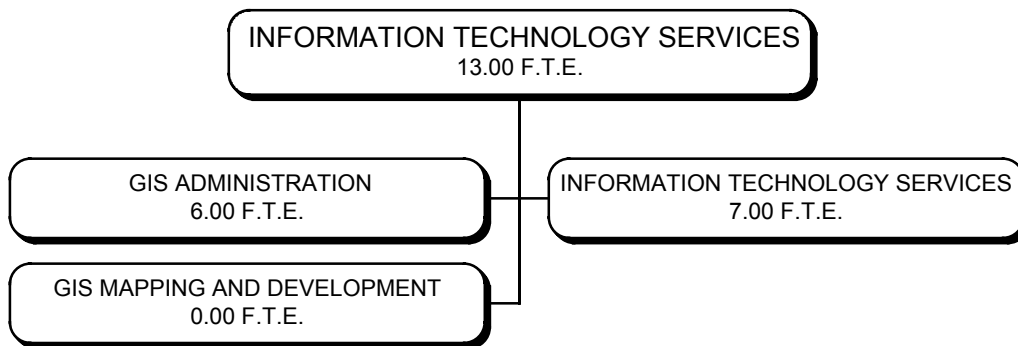 INFORMATION TECHNOLOGY SERVICES
13.00 F.T.E.
GIS ADMINISTRATION
6.00 F.T.E.
INFORMATION TECHNOLOGY SERVICES
7.00 F.T.E.
GIS MAPPING AND DEVELOPMENT
0.00 F.T.E.